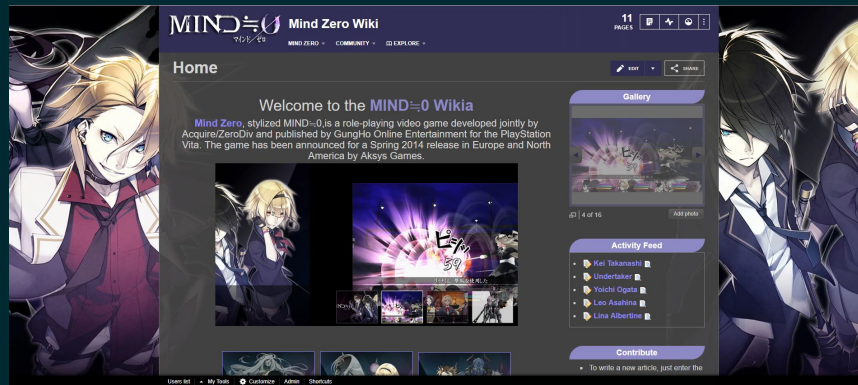 MIND≒0
マインド/ゼロ
Mind Zero Wiki
11
PAGES
MIND ZERO
COMMUNITY
EXPLORE
Home
EDIT
SHARE
Welcome to the MIND≒0 Wikia
Mind Zero, stylized MIND≒0,is a role-playing video game developed jointly by
Acquire/ZeroDiv and published by GungHo Online Entertainment for the PlayStation
Vita. The game has been announced for a Spring 2014 release in Europe and North
America by Aksys Games.
ピシッ
59
Gallery
4 of 16
Add photo
Activity Feed
Kei Takanashi
Undertaker
Yoichi Ogata
Leo Asahina
Lina Albertine
Contribute
To write a new article, just enter the
Users list
My Tools
Customize
Admin
Shortcuts